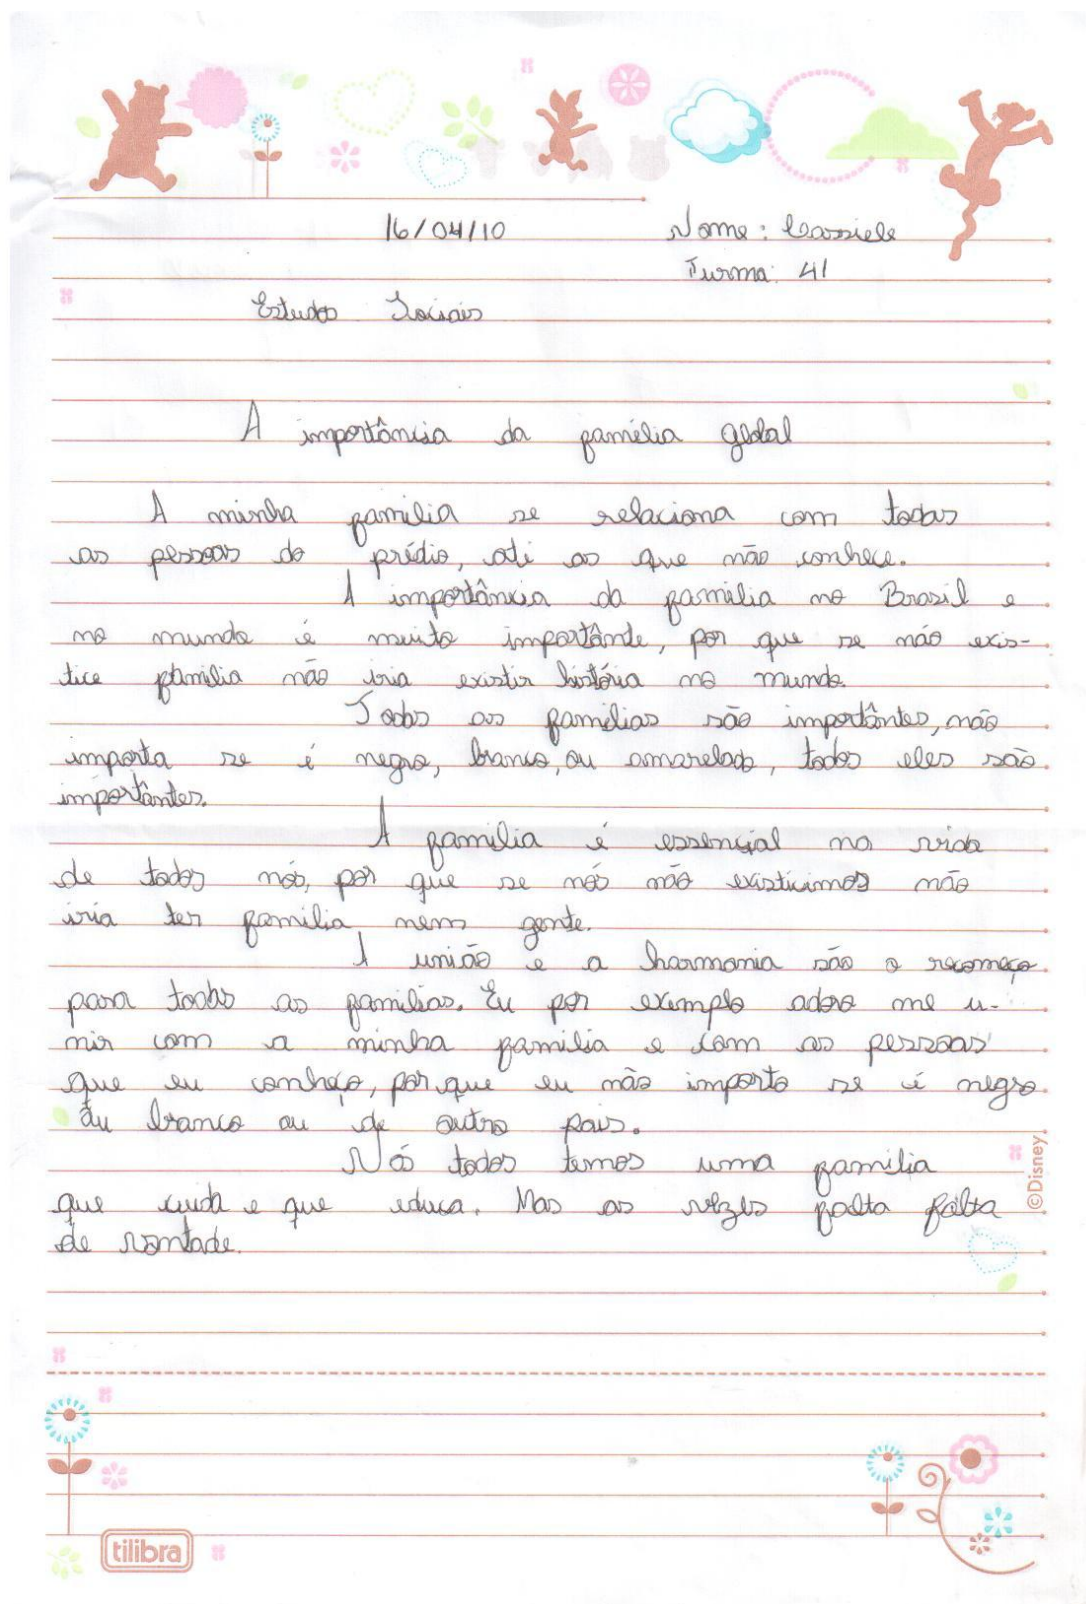 16/04/10 Nome: Cassiele
Turma: 41
Estudos Sociais
A importância da família global
A minha familia se relaciona com todas
as pessoas do prédio, até as que não conhece.
A importância da familia no Brasil e
no mundo é muito importânte, por que se não exis-
tice familia não iria existir história no mundo.
Todas as familias são importântes, não
importa se é negro, branco, ou amarelado, todos eles são
importântes.
A familia é essencial na vida
de todos nós, por que se nós não existicimos não
iria ter familia nem gente.
A união e a harmonia são o recomeço
para todas as familias. Eu por exemplo adoro me u-
nir com a minha familia e com as pessoas
que eu conheço, por que eu não importo se é negro
ou branco ou de outro pais.
Nós todos temos uma familia
que cuida e que educa. Mas as vezes falta falta
de vontade.
©Disney
tilibra